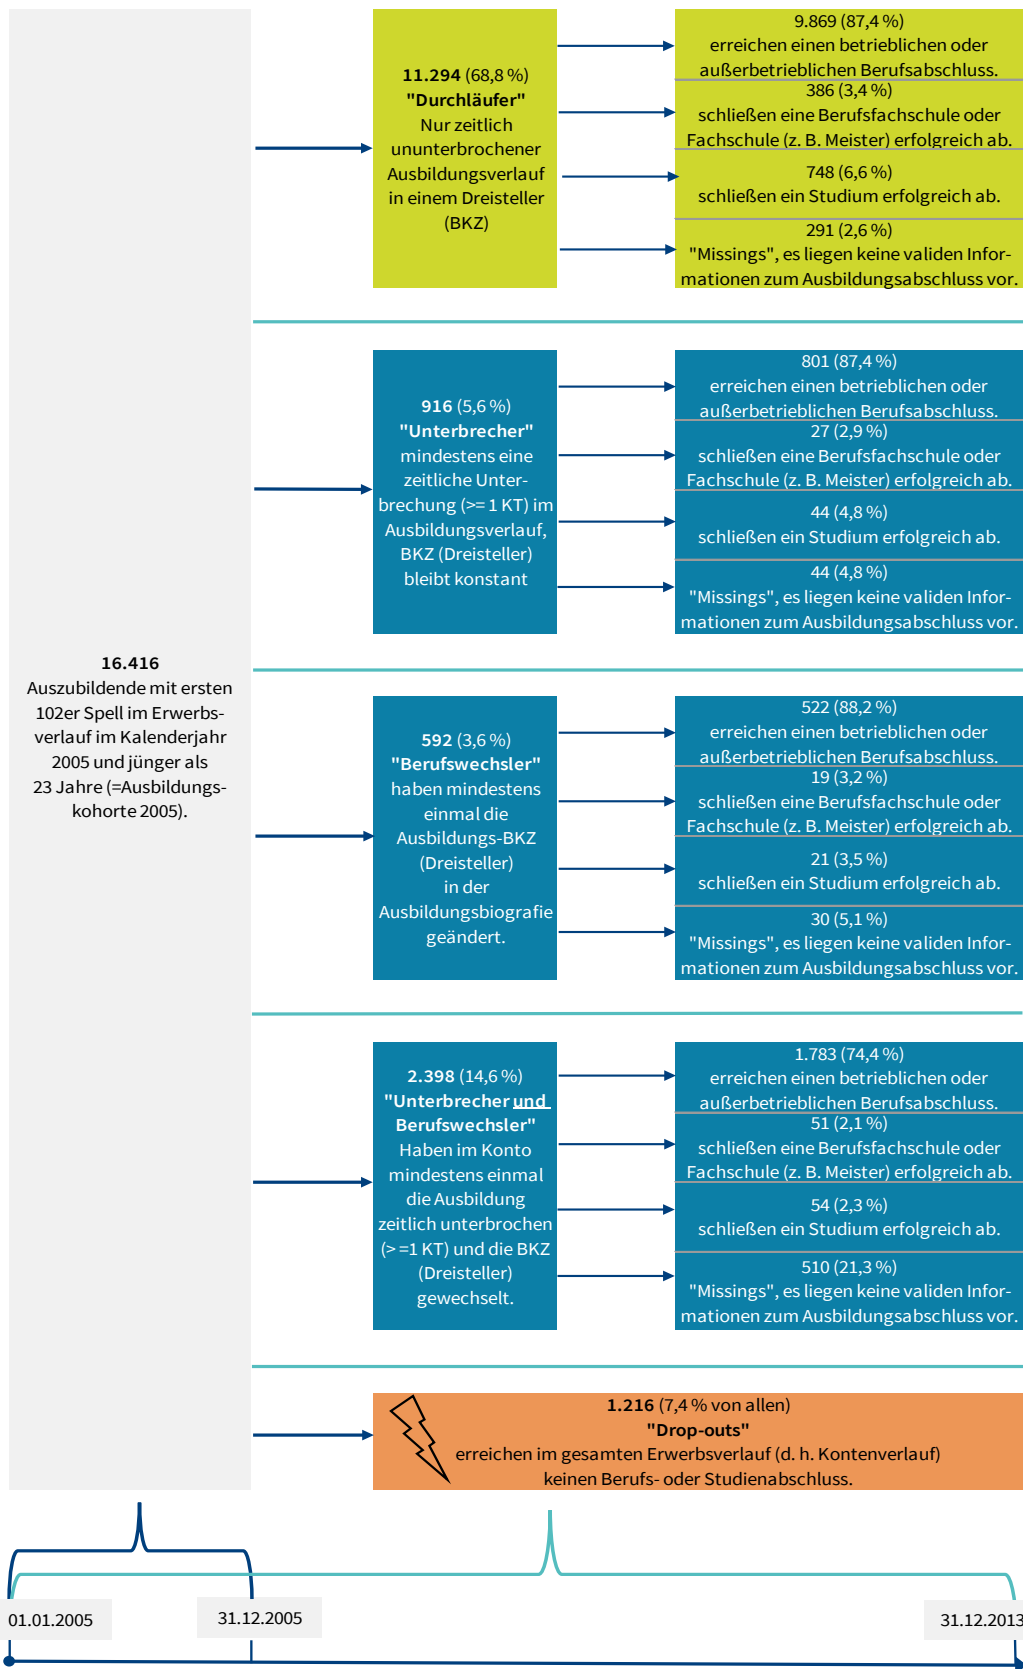 16.416
Auszubildende mit ersten
102er Spell im Erwerbs-
verlauf im Kalenderjahr
2005 und jünger als
23 Jahre (=Ausbildungs-
kohorte 2005).
11.294 (68,8 %)
"Durchläufer"
Nur zeitlich
ununterbrochener
Ausbildungsverlauf
in einem Dreisteller
(BKZ)
9.869 (87,4 %)
erreichen einen betrieblichen oder
außerbetrieblichen Berufsabschluss.
386 (3,4 %)
schließen eine Berufsfachschule oder
Fachschule (z. B. Meister) erfolgreich ab.
748 (6,6 %)
schließen ein Studium erfolgreich ab.
291 (2,6 %)
"Missings", es liegen keine validen Infor-
mationen zum Ausbildungsabschluss vor.
916 (5,6 %)
"Unterbrecher"
mindestens eine
zeitliche Unter-
brechung (>= 1 KT) im
Ausbildungsverlauf,
BKZ (Dreisteller)
bleibt konstant
801 (87,4 %)
erreichen einen betrieblichen oder
außerbetrieblichen Berufsabschluss.
27 (2,9 %)
schließen eine Berufsfachschule oder
Fachschule (z. B. Meister) erfolgreich ab.
44 (4,8 %)
schließen ein Studium erfolgreich ab.
44 (4,8 %)
"Missings", es liegen keine validen Infor-
mationen zum Ausbildungsabschluss vor.
592 (3,6 %)
"Berufswechsler"
haben mindestens
einmal die
Ausbildungs-BKZ
(Dreisteller)
in der
Ausbildungsbiografie
geändert.
522 (88,2 %)
erreichen einen betrieblichen oder
außerbetrieblichen Berufsabschluss.
19 (3,2 %)
schließen eine Berufsfachschule oder
Fachschule (z. B. Meister) erfolgreich ab.
21 (3,5 %)
schließen ein Studium erfolgreich ab.
30 (5,1 %)
"Missings", es liegen keine validen Infor-
mationen zum Ausbildungsabschluss vor.
2.398 (14,6 %)
"Unterbrecher und
Berufswechsler"
Haben im Konto
mindestens einmal
die Ausbildung
zeitlich unterbrochen
(> =1 KT) und die BKZ
(Dreisteller)
gewechselt.
1.783 (74,4 %)
erreichen einen betrieblichen oder
außerbetrieblichen Berufsabschluss.
51 (2,1 %)
schließen eine Berufsfachschule oder
Fachschule (z. B. Meister) erfolgreich ab.
54 (2,3 %)
schließen ein Studium erfolgreich ab.
510 (21,3 %)
"Missings", es liegen keine validen Infor-
mationen zum Ausbildungsabschluss vor.
1.216 (7,4 % von allen)
"Drop-outs"
erreichen im gesamten Erwerbsverlauf (d. h. Kontenverlauf)
keinen Berufs- oder Studienabschluss.
01.01.2005
31.12.2005
31.12.2013